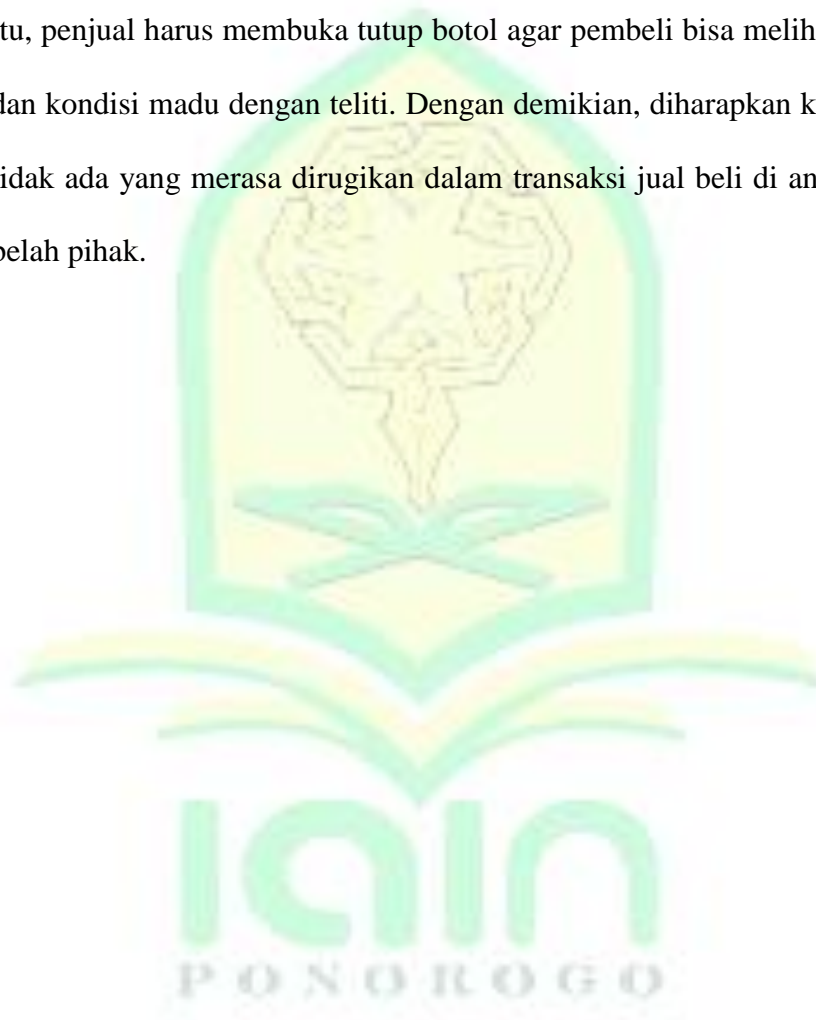 tu, penjual harus membuka tutup botol agar pembeli bisa melih
dan kondisi madu dengan teliti. Dengan demikian, diharapkan k
idak ada yang merasa dirugikan dalam transaksi jual beli di an
belah pihak.
iain
PONOROGO